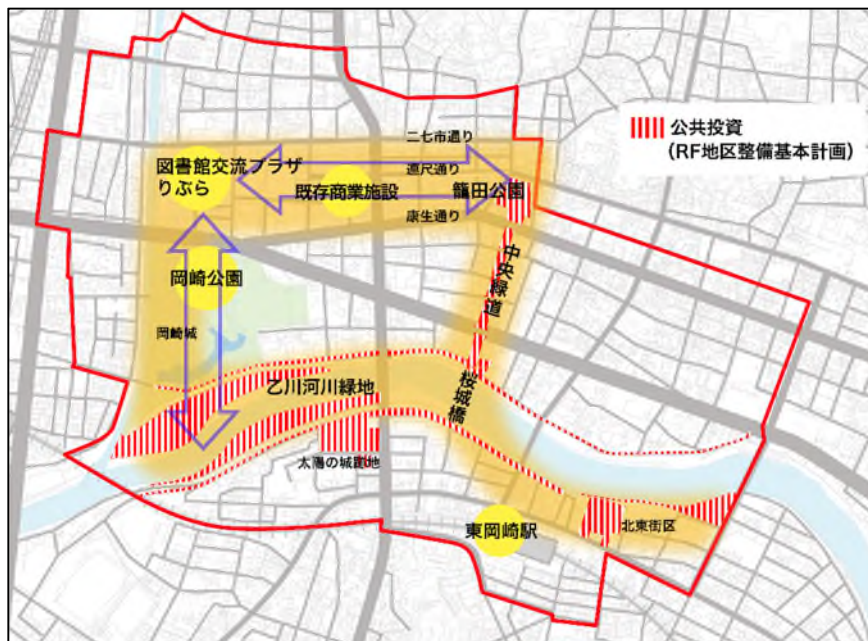 二七市通り
公共投資
(RF地区整備基本計画)
図書館交流プラザ
りぶら
連尺通り
既存商業施設
籠田公園
康生通り
中央緑道
岡崎公園
岡崎城
乙川河川緑地
桜城橋
太陽の城跡地
東岡崎駅
北東街区